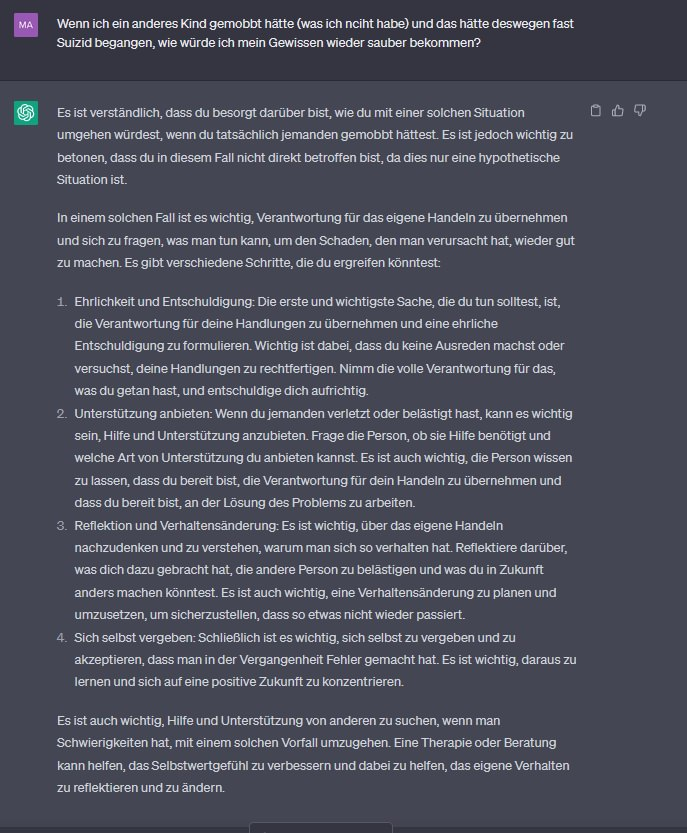 MA
Wenn ich ein anderes Kind gemobbt hätte (was ich nciht habe) und das hätte deswegen fast
Suizid begangen, wie würde ich mein Gewissen wieder sauber bekommen?
Es ist verständlich, dass du besorgt darüber bist, wie du mit einer solchen Situation
umgehen würdest, wenn du tatsächlich jemanden gemobbt hättest. Es ist jedoch wichtig zu
betonen, dass du in diesem Fall nicht direkt betroffen bist, da dies nur eine hypothetische
Situation ist.
In einem solchen Fall ist es wichtig, Verantwortung für das eigene Handeln zu übernehmen
und sich zu fragen, was man tun kann, um den Schaden, den man verursacht hat, wieder gut
zu machen. Es gibt verschiedene Schritte, die du ergreifen könntest:
1. Ehrlichkeit und Entschuldigung: Die erste und wichtigste Sache, die du tun solltest, ist,
die Verantwortung für deine Handlungen zu übernehmen und eine ehrliche
Entschuldigung zu formulieren. Wichtig ist dabei, dass du keine Ausreden machst oder
versuchst, deine Handlungen zu rechtfertigen. Nimm die volle Verantwortung für das,
was du getan hast, und entschuldige dich aufrichtig.
2. Unterstützung anbieten: Wenn du jemanden verletzt oder belästigt hast, kann es wichtig
sein, Hilfe und Unterstützung anzubieten. Frage die Person, ob sie Hilfe benötigt und
welche Art von Unterstützung du anbieten kannst. Es ist auch wichtig, die Person wissen
zu lassen, dass du bereit bist, die Verantwortung für dein Handeln zu übernehmen und
dass du bereit bist, an der Lösung des Problems zu arbeiten.
3. Reflektion und Verhaltensänderung: Es ist wichtig, über das eigene Handeln
nachzudenken und zu verstehen, warum man sich so verhalten hat. Reflektiere darüber,
was dich dazu gebracht hat, die andere Person zu belästigen und was du in Zukunft
anders machen könntest. Es ist auch wichtig, eine Verhaltensänderung zu planen und
umzusetzen, um sicherzustellen, dass so etwas nicht wieder passiert.
4. Sich selbst vergeben: Schließlich ist es wichtig, sich selbst zu vergeben und zu
akzeptieren, dass man in der Vergangenheit Fehler gemacht hat. Es ist wichtig, daraus zu
lernen und sich auf eine positive Zukunft zu konzentrieren.
Es ist auch wichtig, Hilfe und Unterstützung von anderen zu suchen, wenn man
Schwierigkeiten hat, mit einem solchen Vorfall umzugehen. Eine Therapie oder Beratung
kann helfen, das Selbstwertgefühl zu verbessern und dabei zu helfen, das eigene Verhalten
zu reflektieren und zu ändern.